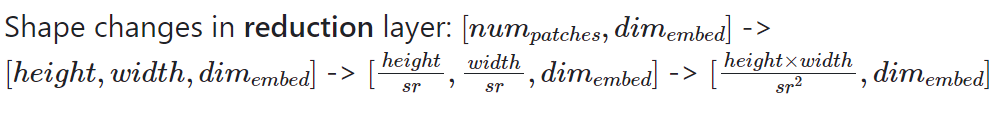 Shape changes in reduction layer: [num_patches, dim_embed] ->
[height, width, dim_embed] -> [height/sr, width/sr, dim_embed] -> [height×width/sr², dim_embed]